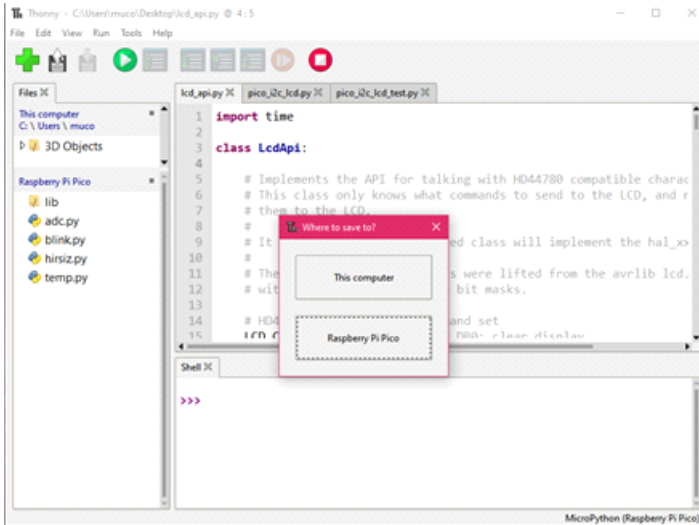 Thonny - C:\Users\muco\Desktop\lcd_api.py @ 4:5
File Edit View Run Tools Help
Files
This computer
C: \ Users \ muco
3D Objects
Raspberry Pi Pico
lib
adc.py
blink.py
hirsiz.py
temp.py
lcd_api.py
pico_i2c_lcd.py
pico_i2c_lcd_test.py
1 import time
2
3 class LcdApi:
4
5 # Implements the API for talking with HD44780 compatible charac
6 # This class only knows what commands to send to the LCD, and
7 # them to the LCD.
8 #
9 # It ed class will implement the hal_xx
10 #
11 # The s were lifted from the avrlib lcd.
12 # wit bit masks.
13
14 # HD4 and set
15 LCD_C DB0: clear display
Where to save to?
This computer
Raspberry Pi Pico
Shell
>>>
MicroPython (Raspberry Pi Pico)